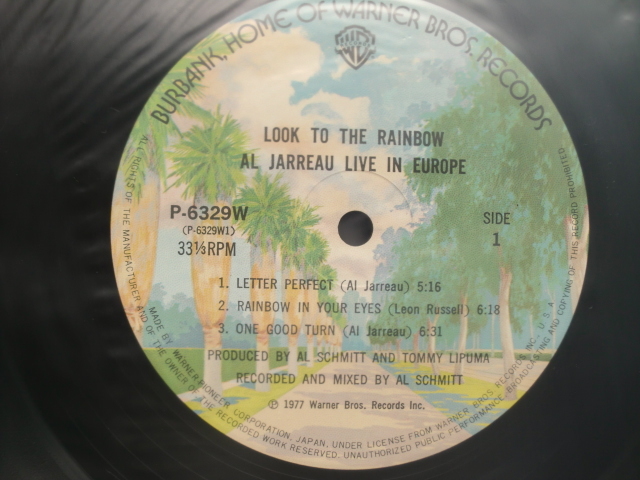 BURBANK, HOME OF WARNER BROS. RECORDS
LOOK TO THE RAINBOW
AL JARREAU LIVE IN EUROPE
P-6329W
(P-6329W1)
33⅓RPM
SIDE
1
1. LETTER PERFECT (Al Jarreau) 5:16
2. RAINBOW IN YOUR EYES (Leon Russell) 6:18
3. ONE GOOD TURN (Al Jarreau) 6:31
PRODUCED BY AL SCHMITT AND TOMMY LIPUMA
RECORDED AND MIXED BY AL SCHMITT
℗ 1977 Warner Bros. Records Inc.
MADE BY WARNER-PIONEER CORPORATION, JAPAN, UNDER LICENSE FROM WARNER BROS. RECORDS INC., U.S.A.
ALL RIGHTS OF THE MANUFACTURER AND OF THE OWNER OF THE RECORDED WORK RESERVED. UNAUTHORIZED PUBLIC PERFORMANCE, BROADCASTING AND COPYING OF THIS RECORD PROHIBITED.